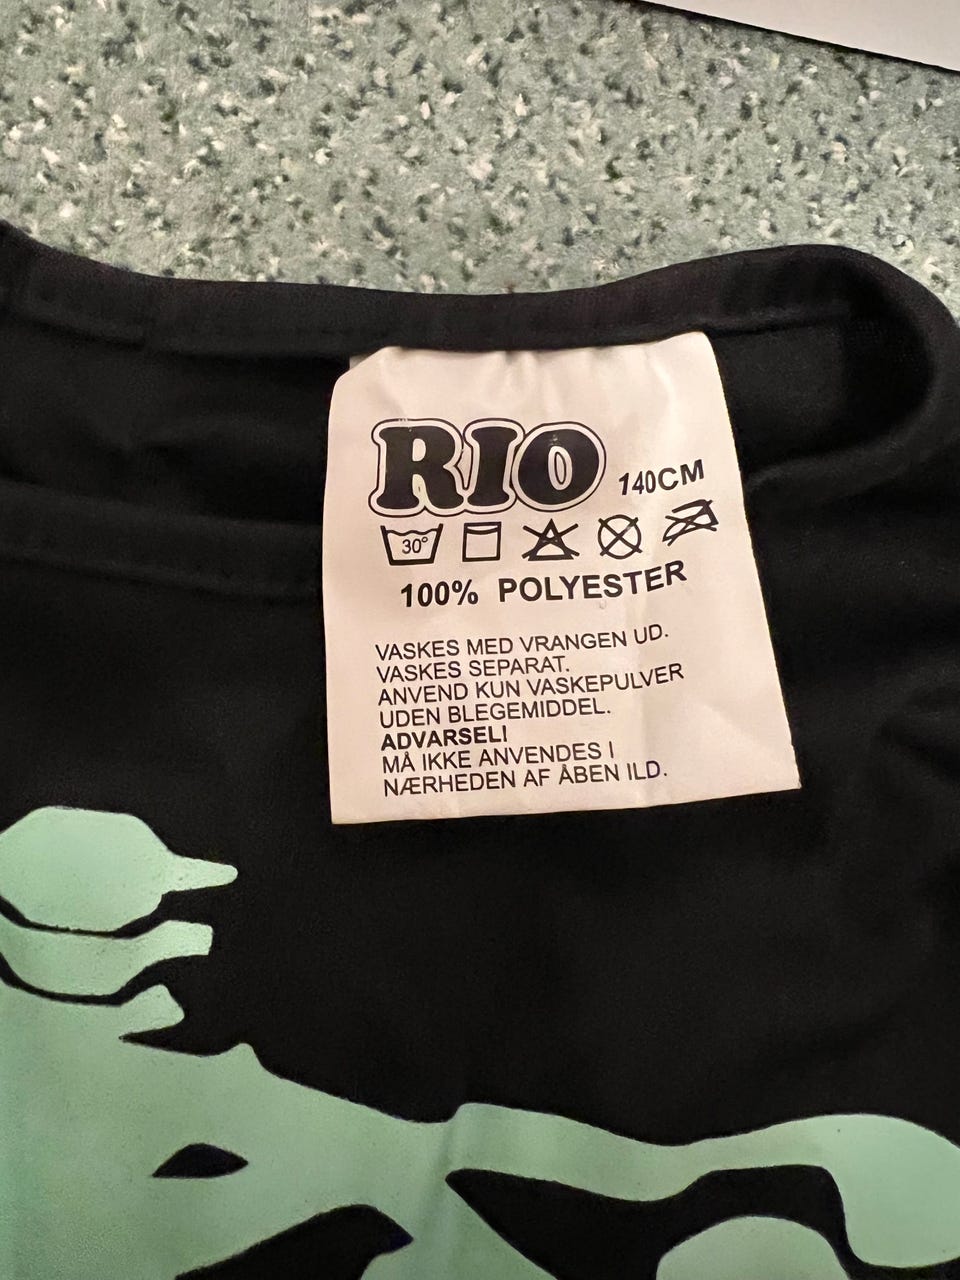 RIO 140CM
30°
100% POLYESTER
VASKES MED VRANGEN UD.
VASKES SEPARAT.
ANVEND KUN VASKEPULVER
UDEN BLEGEMIDDEL.
ADVARSEL!
MÅ IKKE ANVENDES I
NÆRHEDEN AF ÅBEN ILD.